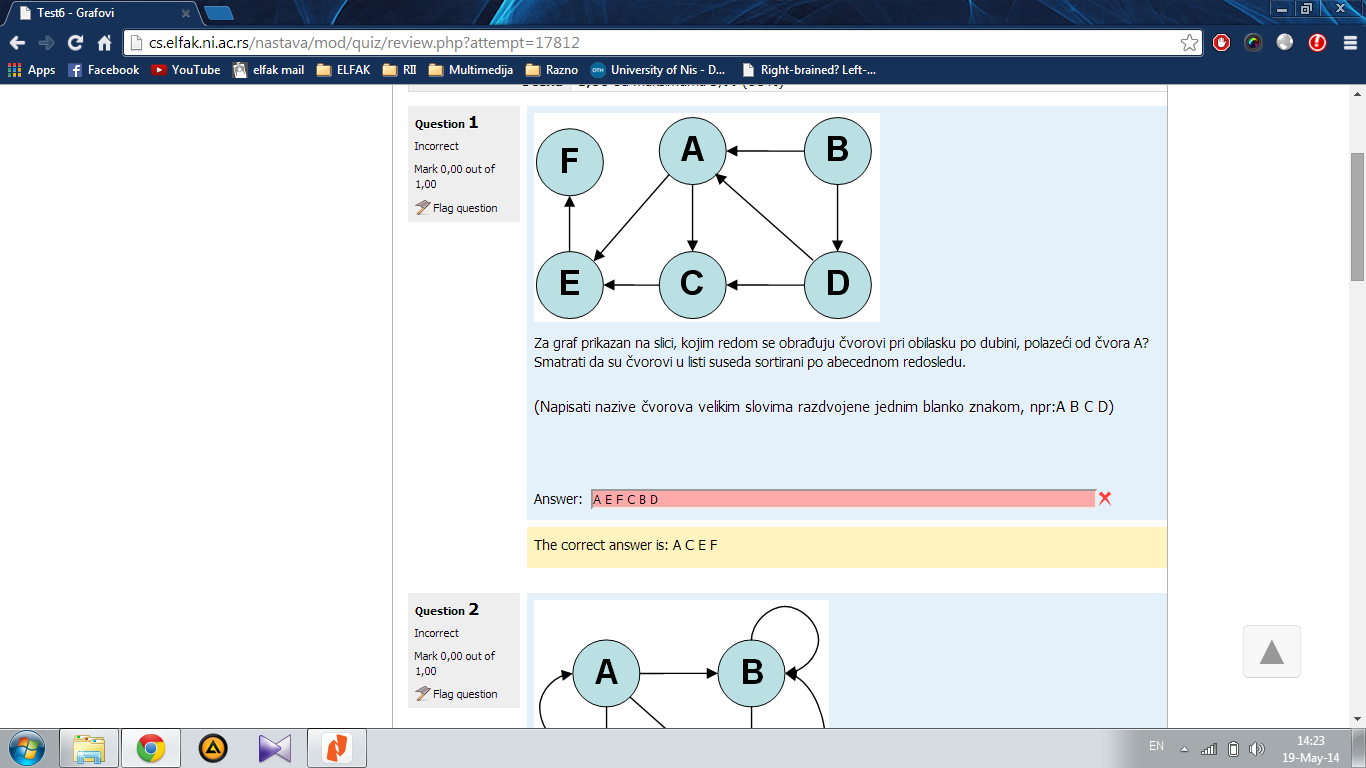 Test6 - Grafovi
cs.elfak.ni.ac.rs/nastava/mod/quiz/review.php?attempt=17812
Apps Facebook YouTube elfak mail ELFAK RII Multimedija Razno University of Nis - D... Right-brained? Left-...
Question 1
Incorrect
Mark 0,00 out of
1,00
Flag question
F A B
E C D
Za graf prikazan na slici, kojim redom se obrađuju čvorovi pri obilasku po dubini, polazeći od čvora A?
Smatrati da su čvorovi u listi suseda sortirani po abecednom redosledu.
(Napisati nazive čvorova velikim slovima razdvojene jednim blanko znakom, npr:A B C D)
Answer: A E F C B D
The correct answer is: A C E F
Question 2
Incorrect
Mark 0,00 out of
1,00
Flag question
A B
EN
14:23
19-May-14